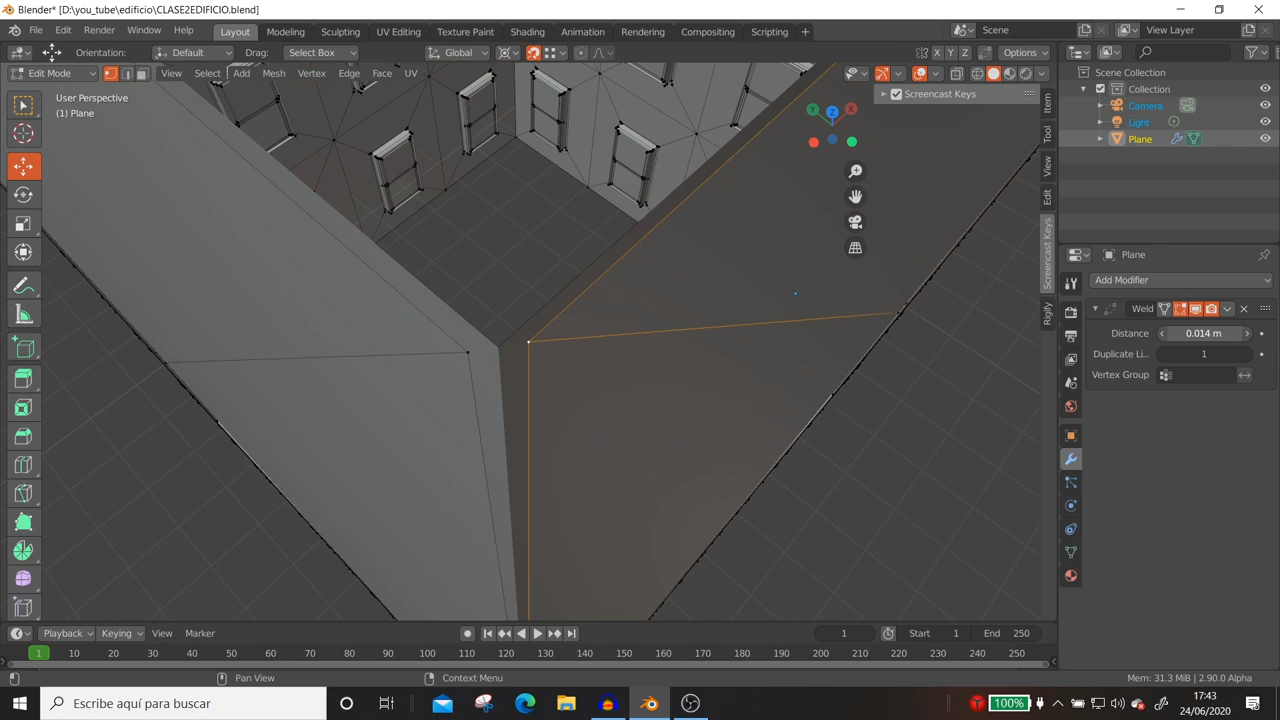 Blender* [D:\you_tube\edificio\CLASE2EDIFICIO.blend]
File Edit Render Window Help Layout Modeling Sculpting UV Editing Texture Paint Shading Animation Rendering Compositing Scripting + Scene View Layer
Orientation: Default Drag: Select Box Global X Y Z Options
Edit Mode View Select Add Mesh Vertex Edge Face UV
Scene Collection
User Perspective
(1) Plane
Screencast Keys
Collection
Camera
Light
Plane
Y Z X
Item
Tool
View
Edit
Screencast Keys
Rigify
Plane
Add Modifier
Weld
Distance 0.014 m
Duplicate Li... 1
Vertex Group
Playback Keying View Marker 1 Start 1 End 250
1 10 20 30 40 50 60 70 80 90 100 110 120 130 140 150 160 170 180 190 200 210 220 230 240 250
Pan View Context Menu Mem: 31.3 MiB | 2.90.0 Alpha
Escribe aquí para buscar 100% 17:43
24/06/2020